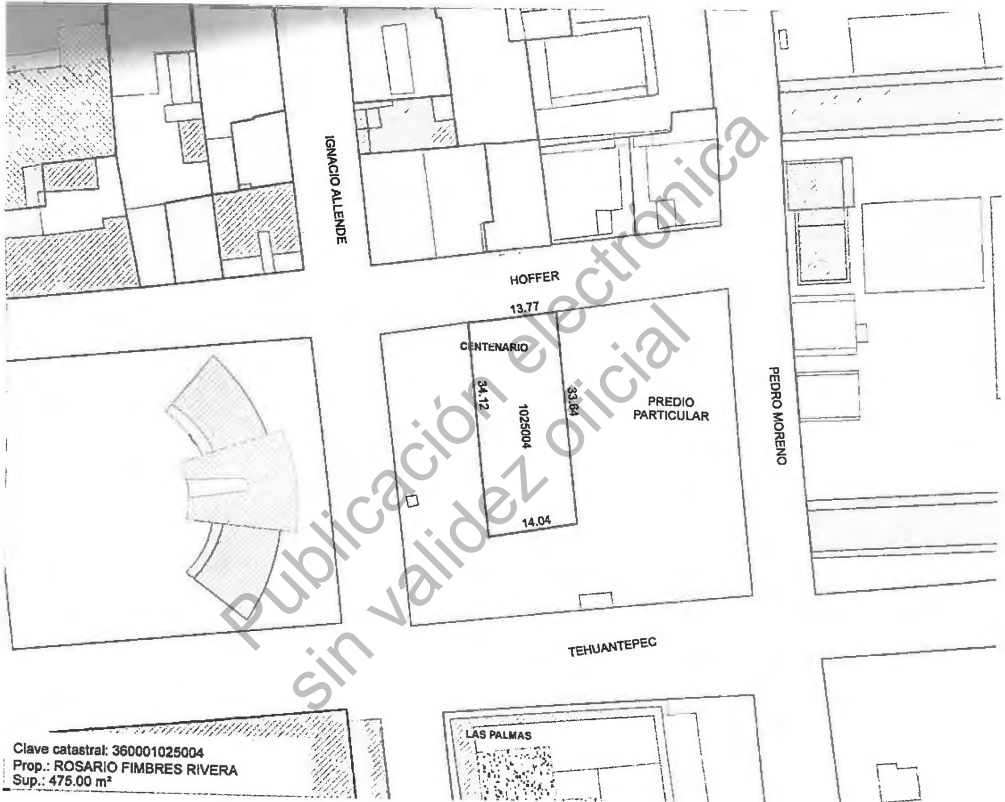 IGNACIO ALLENDE
HOFFER
13.77
CENTENARIO
34.12
1025004
33.64
PREDIO
PARTICULAR
PEDRO MORENO
14.04
TEHUANTEPEC
LAS PALMAS
Clave catastral: 360001025004
Prop.: ROSARIO FIMBRES RIVERA
Sup.: 475.00 m²
Publicación electrónica
sin validez oficial